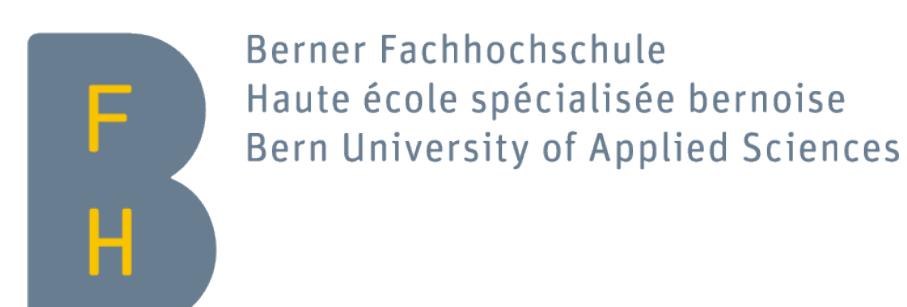 B
F
H
Berner Fachhochschule
Haute école spécialisée bernoise
Bern University of Applied Sciences